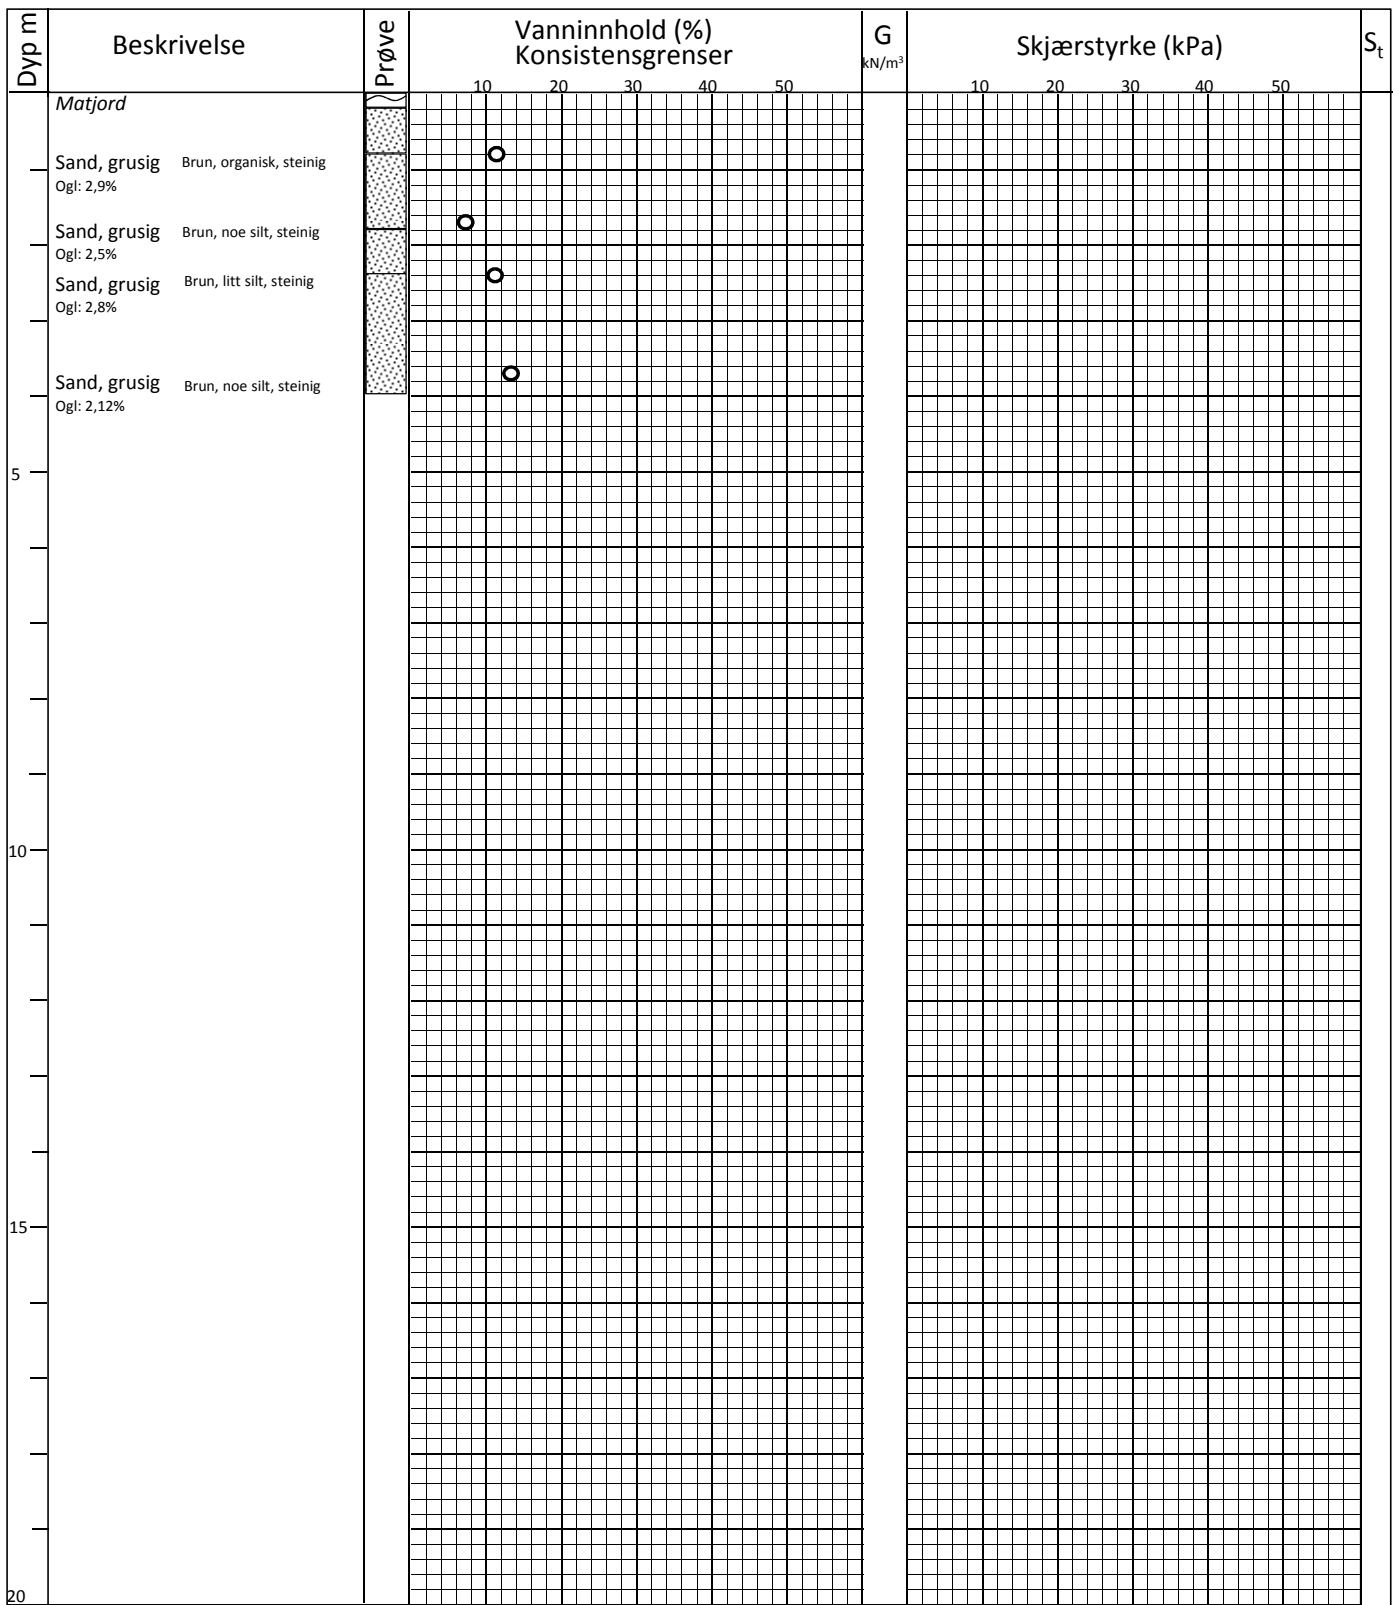 Dyp m
Beskrivelse
Prøve
Vanninnhold (%)
Konsistensgrenser
G
kN/m³
Skjærstyrke (kPa)
S_t
10 20 30 40 50
10 20 30 40 50
Matjord
Sand, grusig Brun, organisk, steinig
Ogl: 2,9%
Sand, grusig Brun, noe silt, steinig
Ogl: 2,5%
Sand, grusig Brun, litt silt, steinig
Ogl: 2,8%
Sand, grusig Brun, noe silt, steinig
Ogl: 2,12%
5
10
15
20